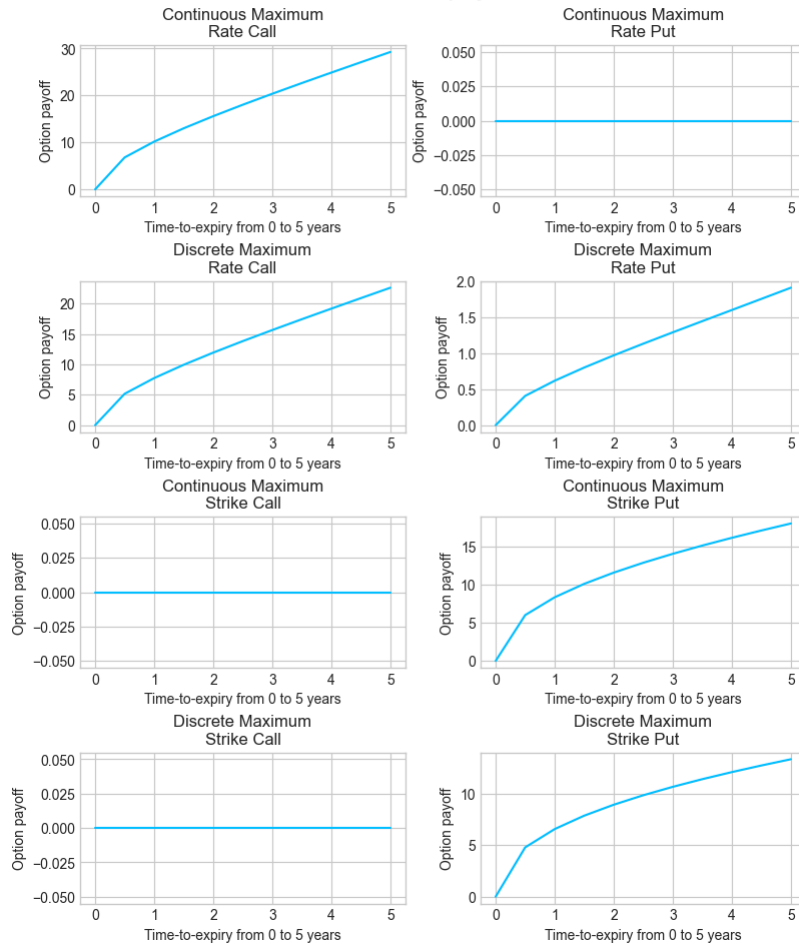 Continuous Maximum
Rate Call
Option payoff
30
20
10
0
0 1 2 3 4 5
Time-to-expiry from 0 to 5 years
Continuous Maximum
Rate Put
Option payoff
0.050
0.025
0.000
−0.025
−0.050
0 1 2 3 4 5
Time-to-expiry from 0 to 5 years
Discrete Maximum
Rate Call
Option payoff
20
15
10
5
0
0 1 2 3 4 5
Time-to-expiry from 0 to 5 years
Discrete Maximum
Rate Put
Option payoff
2.0
1.5
1.0
0.5
0.0
0 1 2 3 4 5
Time-to-expiry from 0 to 5 years
Continuous Maximum
Strike Call
Option payoff
0.050
0.025
0.000
−0.025
−0.050
0 1 2 3 4 5
Time-to-expiry from 0 to 5 years
Continuous Maximum
Strike Put
Option payoff
15
10
5
0
0 1 2 3 4 5
Time-to-expiry from 0 to 5 years
Discrete Maximum
Strike Call
Option payoff
0.050
0.025
0.000
−0.025
−0.050
0 1 2 3 4 5
Time-to-expiry from 0 to 5 years
Discrete Maximum
Strike Put
Option payoff
10
5
0
0 1 2 3 4 5
Time-to-expiry from 0 to 5 years